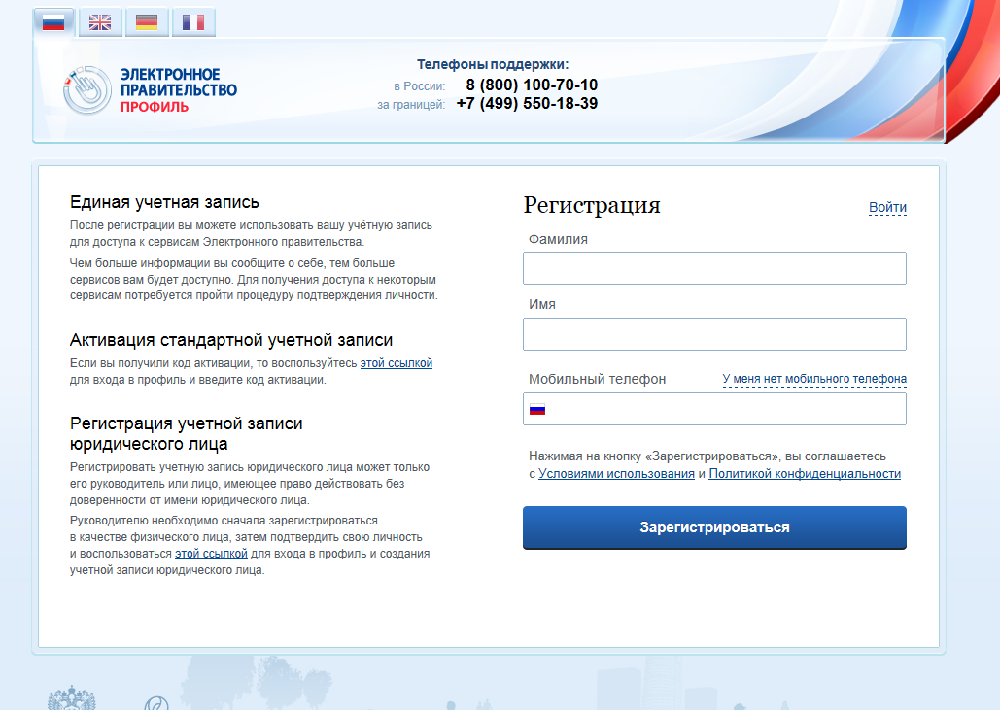 ЭЛЕКТРОННОЕ
ПРАВИТЕЛЬСТВО
ПРОФИЛЬ
Телефоны поддержки:
в России: 8 (800) 100-70-10
за границей: +7 (499) 550-18-39
Единая учетная запись
После регистрации вы можете использовать вашу учётную запись
для доступа к сервисам Электронного правительства.
Чем больше информации вы сообщите о себе, тем больше
сервисов вам будет доступно. Для получения доступа к некоторым
сервисам потребуется пройти процедуру подтверждения личности.
Активация стандартной учетной записи
Если вы получили код активации, то воспользуйтесь этой ссылкой
для входа в профиль и введите код активации.
Регистрация учетной записи
юридического лица
Регистрировать учетную запись юридического лица может только
его руководитель или лицо, имеющее право действовать без
доверенности от имени юридического лица.
Руководителю необходимо сначала зарегистрироваться
в качестве физического лица, затем подтвердить свою личность
и воспользоваться этой ссылкой для входа в профиль и создания
учетной записи юридического лица.
Регистрация
Войти
Фамилия
Имя
Мобильный телефон
У меня нет мобильного телефона
Нажимая на кнопку «Зарегистрироваться», вы соглашаетесь
с Условиями использования и Политикой конфиденциальности
Зарегистрироваться